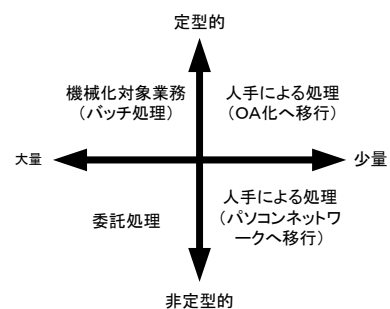 定型的
機械化対象業務
（バッチ処理）
人手による処理
（OA化へ移行）
大量
少量
委託処理
人手による処理
（パソコンネットワ
ークへ移行）
非定型的